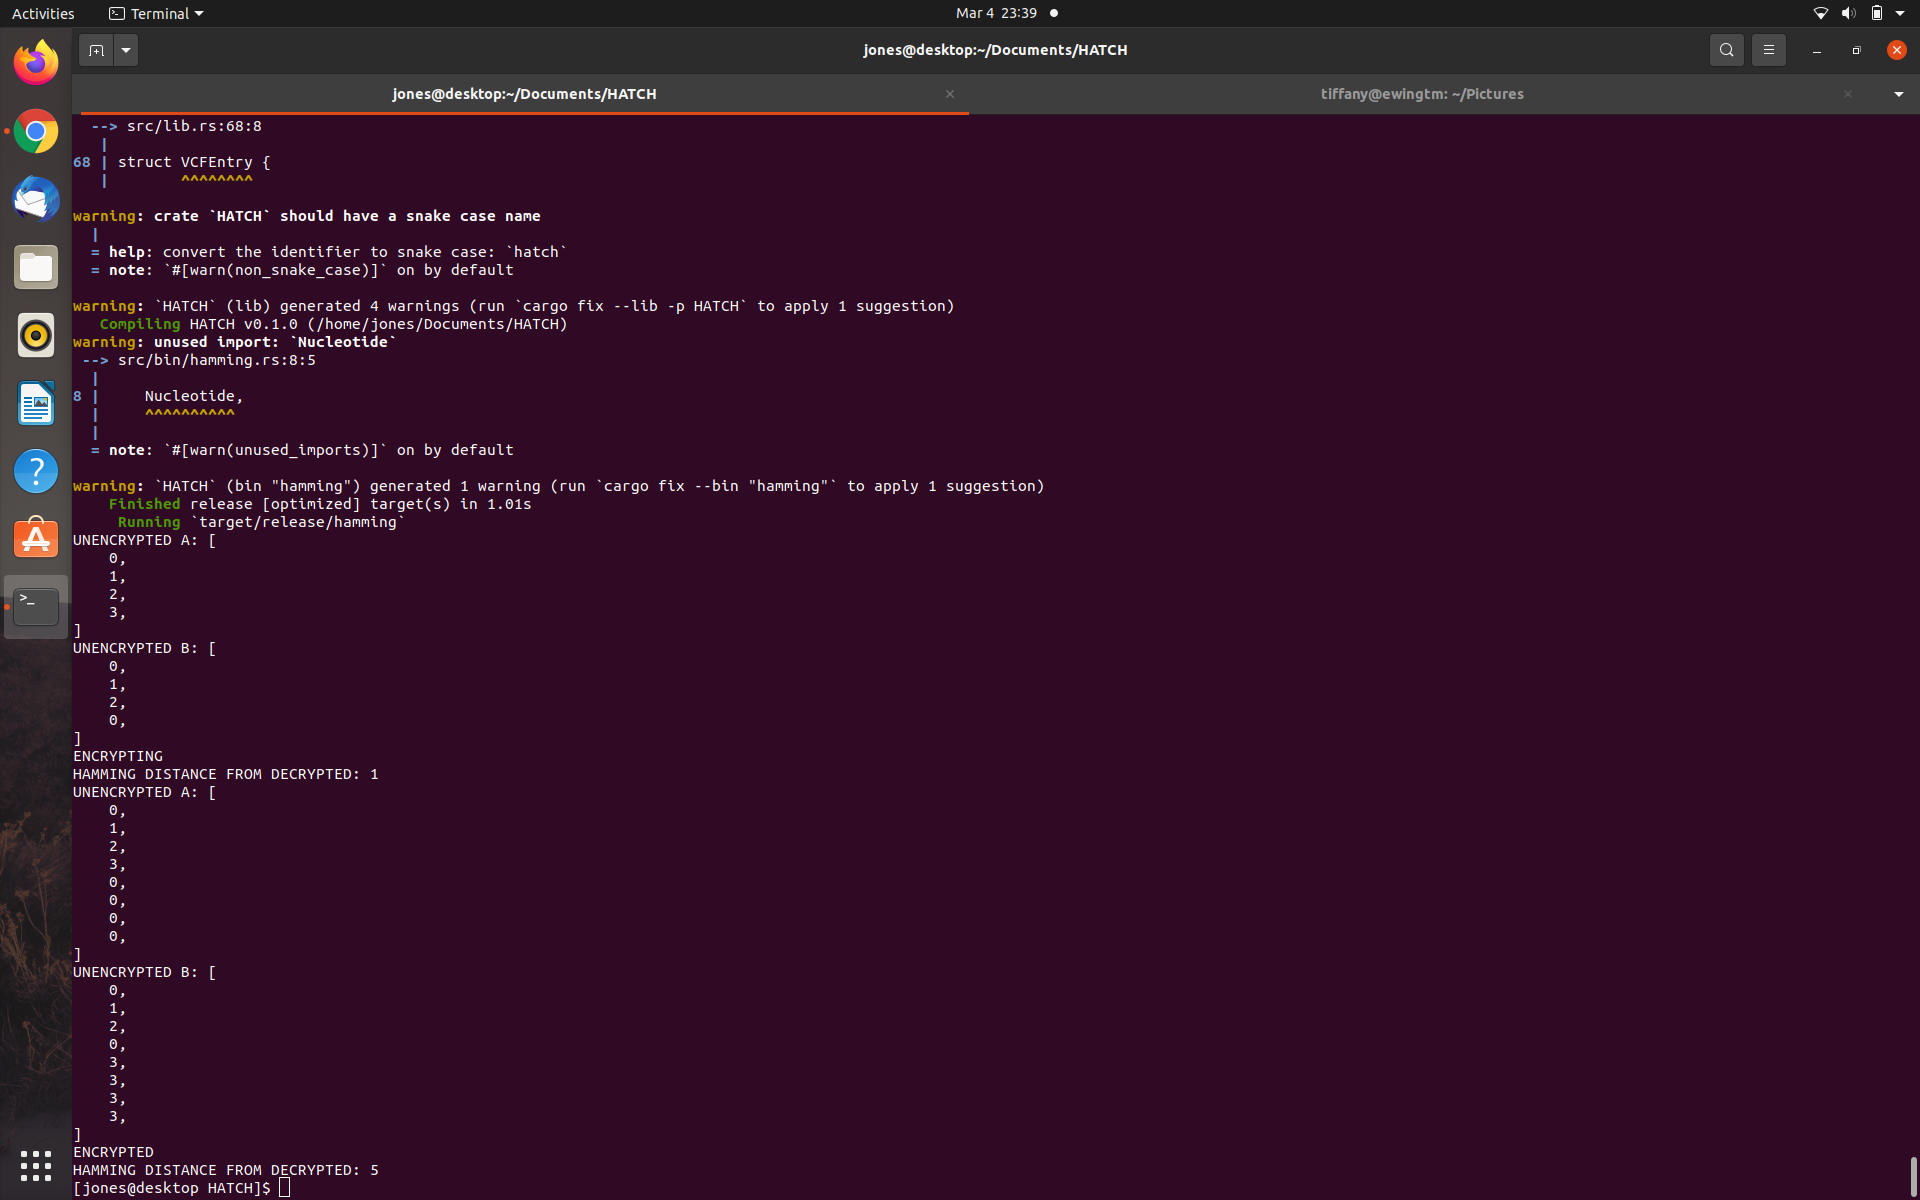 Activities
Terminal
Mar 4 23:39
jones@desktop:~/Documents/HATCH
jones@desktop:~/Documents/HATCH
tiffany@ewingtm: ~/Pictures
  --> src/lib.rs:68:8
   |
68 | struct VCFEntry {
   |        ^^^^^^^^
warning: crate `HATCH` should have a snake case name
  |
  = help: convert the identifier to snake case: `hatch`
  = note: `#[warn(non_snake_case)]` on by default
warning: `HATCH` (lib) generated 4 warnings (run `cargo fix --lib -p HATCH` to apply 1 suggestion)
   Compiling HATCH v0.1.0 (/home/jones/Documents/HATCH)
warning: unused import: `Nucleotide`
 --> src/bin/hamming.rs:8:5
  |
8 |     Nucleotide,
  |     ^^^^^^^^^^
  |
  = note: `#[warn(unused_imports)]` on by default
warning: `HATCH` (bin "hamming") generated 1 warning (run `cargo fix --bin "hamming"` to apply 1 suggestion)
    Finished release [optimized] target(s) in 1.01s
     Running `target/release/hamming`
UNENCRYPTED A: [
    0,
    1,
    2,
    3,
]
UNENCRYPTED B: [
    0,
    1,
    2,
    0,
]
ENCRYPTING
HAMMING DISTANCE FROM DECRYPTED: 1
UNENCRYPTED A: [
    0,
    1,
    2,
    3,
    0,
    0,
    0,
    0,
]
UNENCRYPTED B: [
    0,
    1,
    2,
    0,
    3,
    3,
    3,
    3,
]
ENCRYPTED
HAMMING DISTANCE FROM DECRYPTED: 5
[jones@desktop HATCH]$